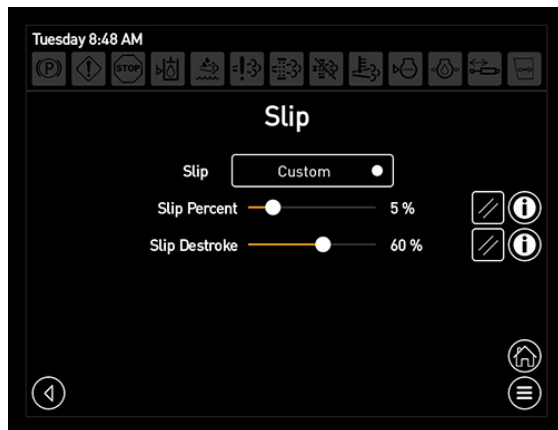 Tuesday 8:48 AM
(P) STOP
Slip
Slip Custom
Slip Percent 5 %
Slip Destroke 60 %